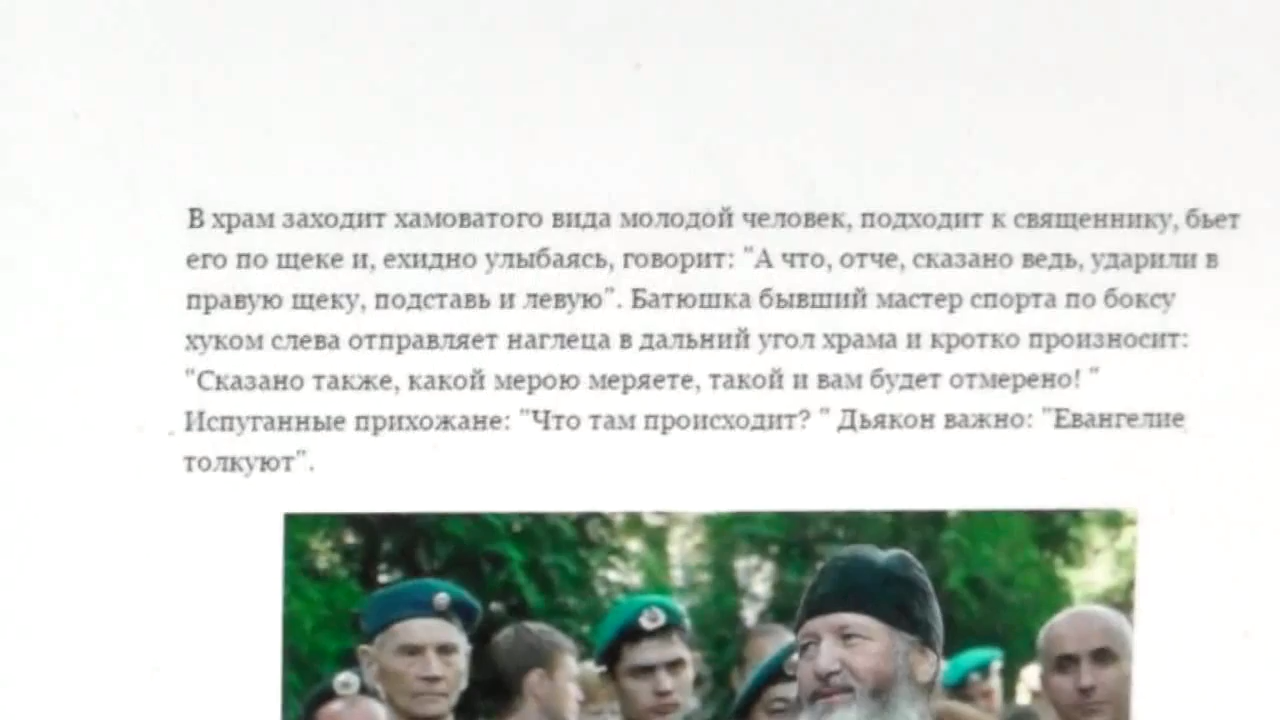 В храм заходит хамоватого вида молодой человек, подходит к священнику, бьет
его по щеке и, ехидно улыбаясь, говорит: "А что, отче, сказано ведь, ударили в
правую щеку, подставь и левую". Батюшка бывший мастер спорта по боксу
хуком слева отправляет наглеца в дальний угол храма и кротко произносит:
"Сказано также, какой мерою меряете, такой и вам будет отмерено! "
Испуганные прихожане: "Что там происходит? " Дьякон важно: "Евангелие
толкуют".